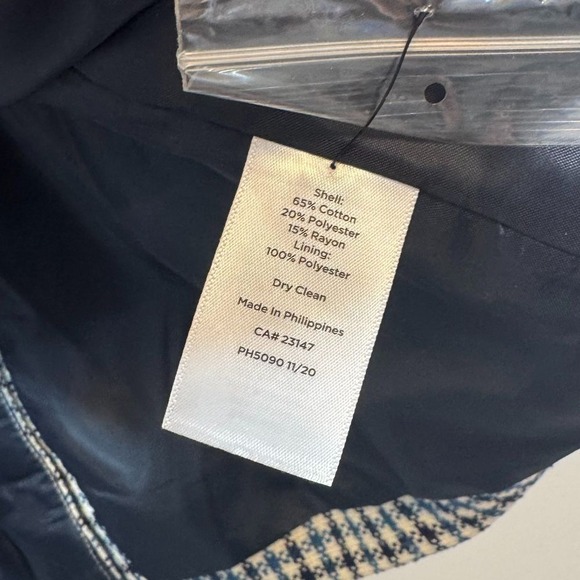 Shell:
65% Cotton
20% Polyester
15% Rayon
Lining:
100% Polyester
Dry Clean
Made In Philippines
CA# 23147
PH5090 11/20